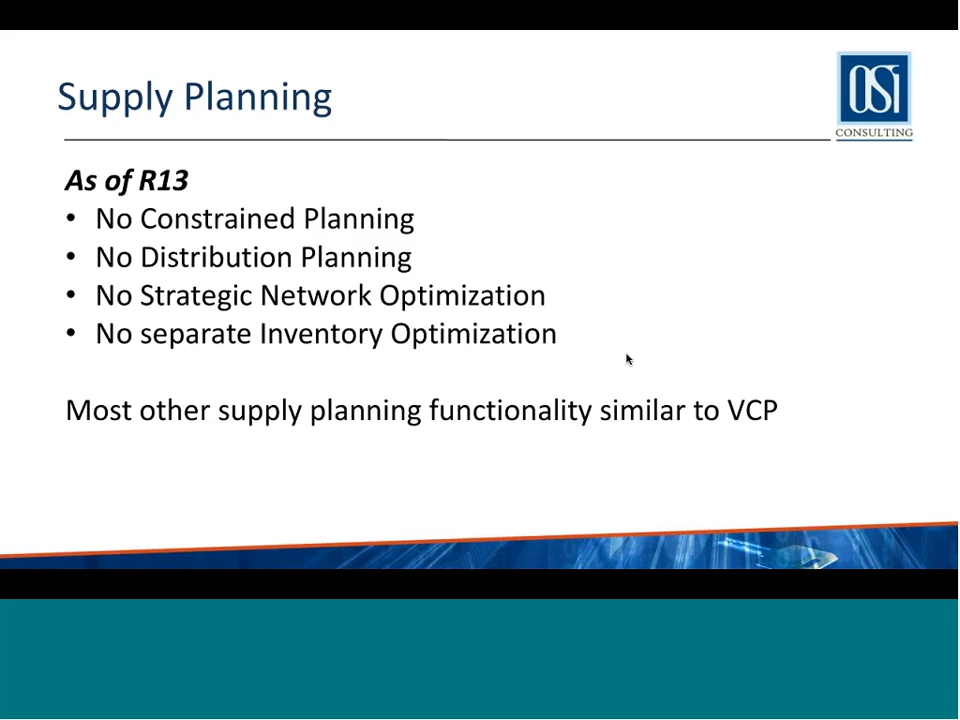 Supply Planning
OSi
CONSULTING
As of R13
• No Constrained Planning
• No Distribution Planning
• No Strategic Network Optimization
• No separate Inventory Optimization
Most other supply planning functionality similar to VCP